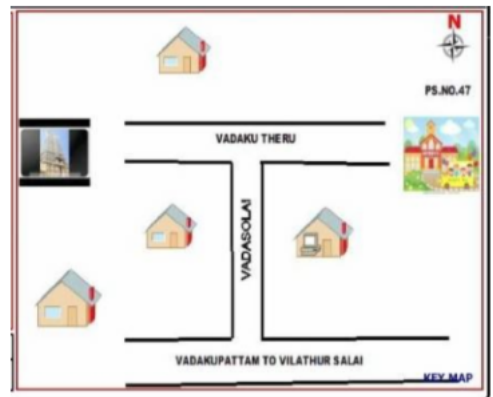 N
PS.NO.47
VADAKU THERU
VADASOLAI
VADAKUPATTAM TO VILATHUR SALAI
KEY MAP